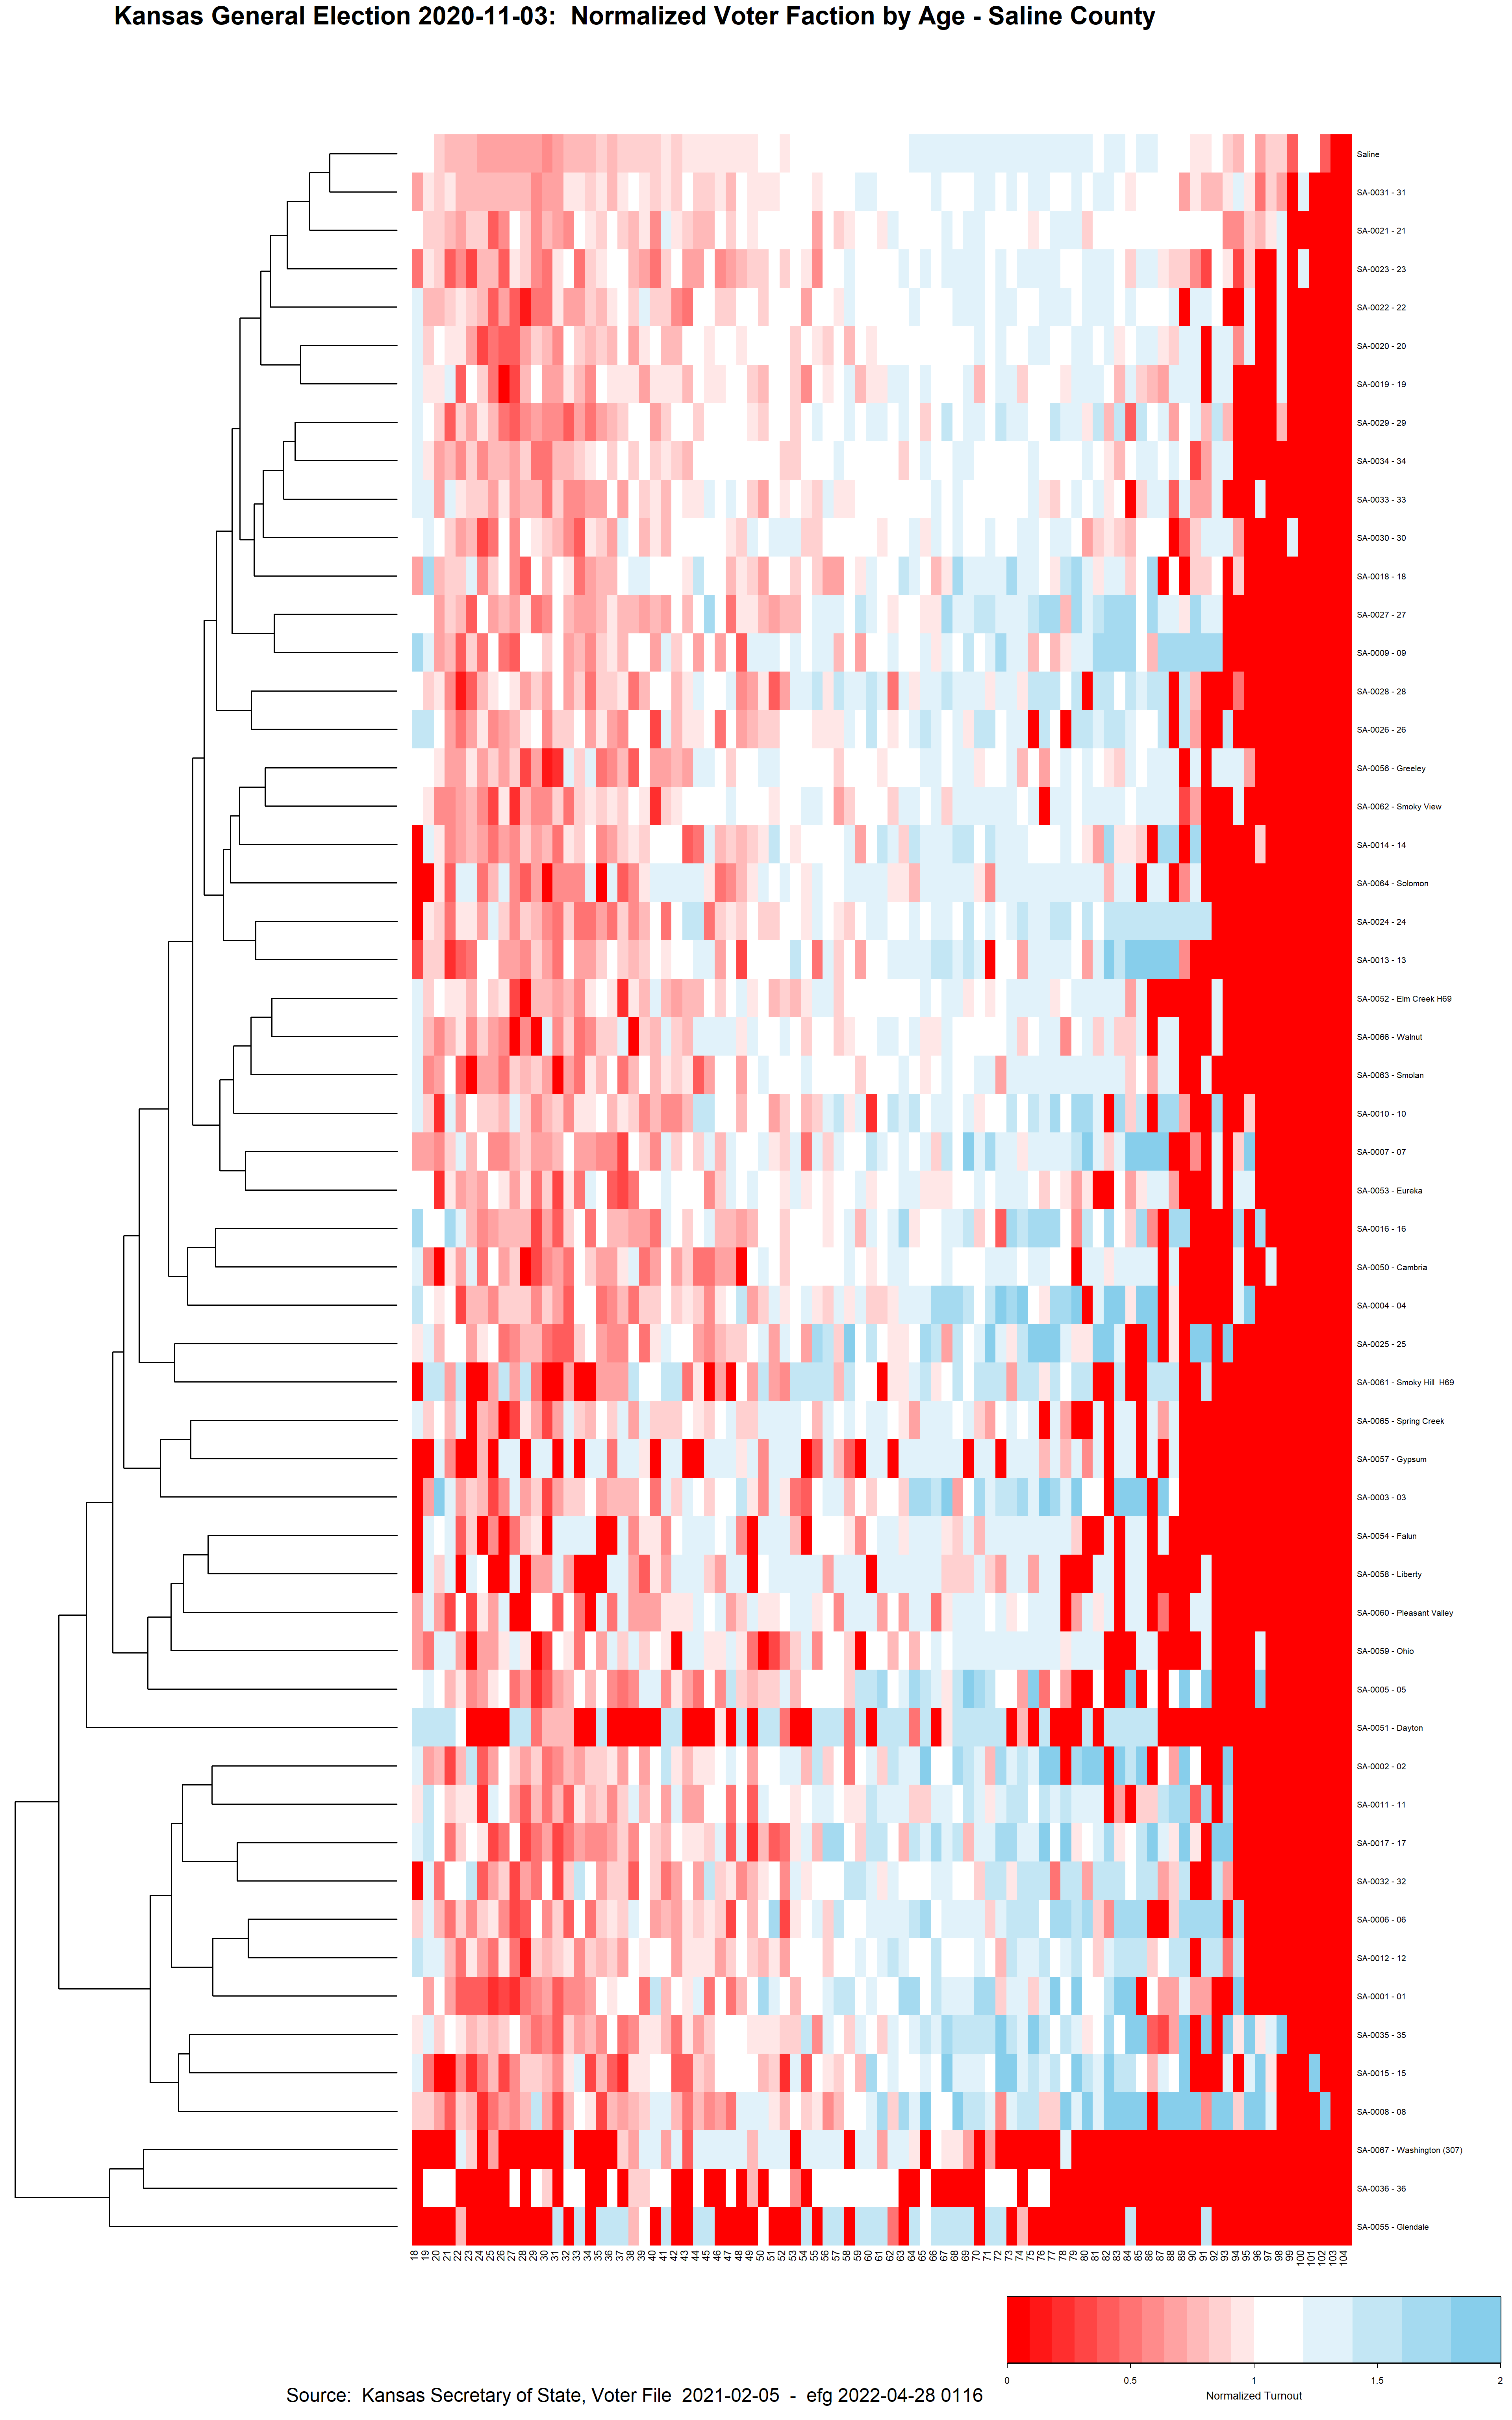 Kansas General Election 2020-11-03:  Normalized Voter Faction by Age - Saline County
Saline
SA-0031 - 31
SA-0021 - 21
SA-0023 - 23
SA-0022 - 22
SA-0020 - 20
SA-0019 - 19
SA-0029 - 29
SA-0034 - 34
SA-0033 - 33
SA-0030 - 30
SA-0018 - 18
SA-0027 - 27
SA-0009 - 09
SA-0028 - 28
SA-0026 - 26
SA-0056 - Greeley
SA-0062 - Smoky View
SA-0014 - 14
SA-0064 - Solomon
SA-0024 - 24
SA-0013 - 13
SA-0052 - Elm Creek H69
SA-0066 - Walnut
SA-0063 - Smolan
SA-0010 - 10
SA-0007 - 07
SA-0053 - Eureka
SA-0016 - 16
SA-0050 - Cambria
SA-0004 - 04
SA-0025 - 25
SA-0061 - Smoky Hill  H69
SA-0065 - Spring Creek
SA-0057 - Gypsum
SA-0003 - 03
SA-0054 - Falun
SA-0058 - Liberty
SA-0060 - Pleasant Valley
SA-0059 - Ohio
SA-0005 - 05
SA-0051 - Dayton
SA-0002 - 02
SA-0011 - 11
SA-0017 - 17
SA-0032 - 32
SA-0006 - 06
SA-0012 - 12
SA-0001 - 01
SA-0035 - 35
SA-0015 - 15
SA-0008 - 08
SA-0067 - Washington (307)
SA-0036 - 36
SA-0055 - Glendale
18 19 20 21 22 23 24 25 26 27 28 29 30 31 32 33 34 35 36 37 38 39 40 41 42 43 44 45 46 47 48 49 50 51 52 53 54 55 56 57 58 59 60 61 62 63 64 65 66 67 68 69 70 71 72 73 74 75 76 77 78 79 80 81 82 83 84 85 86 87 88 89 90 91 92 93 94 95 96 97 98 99 100 101 102 103 104
0 0.5 1 1.5 2
Normalized Turnout
Source:  Kansas Secretary of State, Voter File  2021-02-05  -  efg 2022-04-28 0116